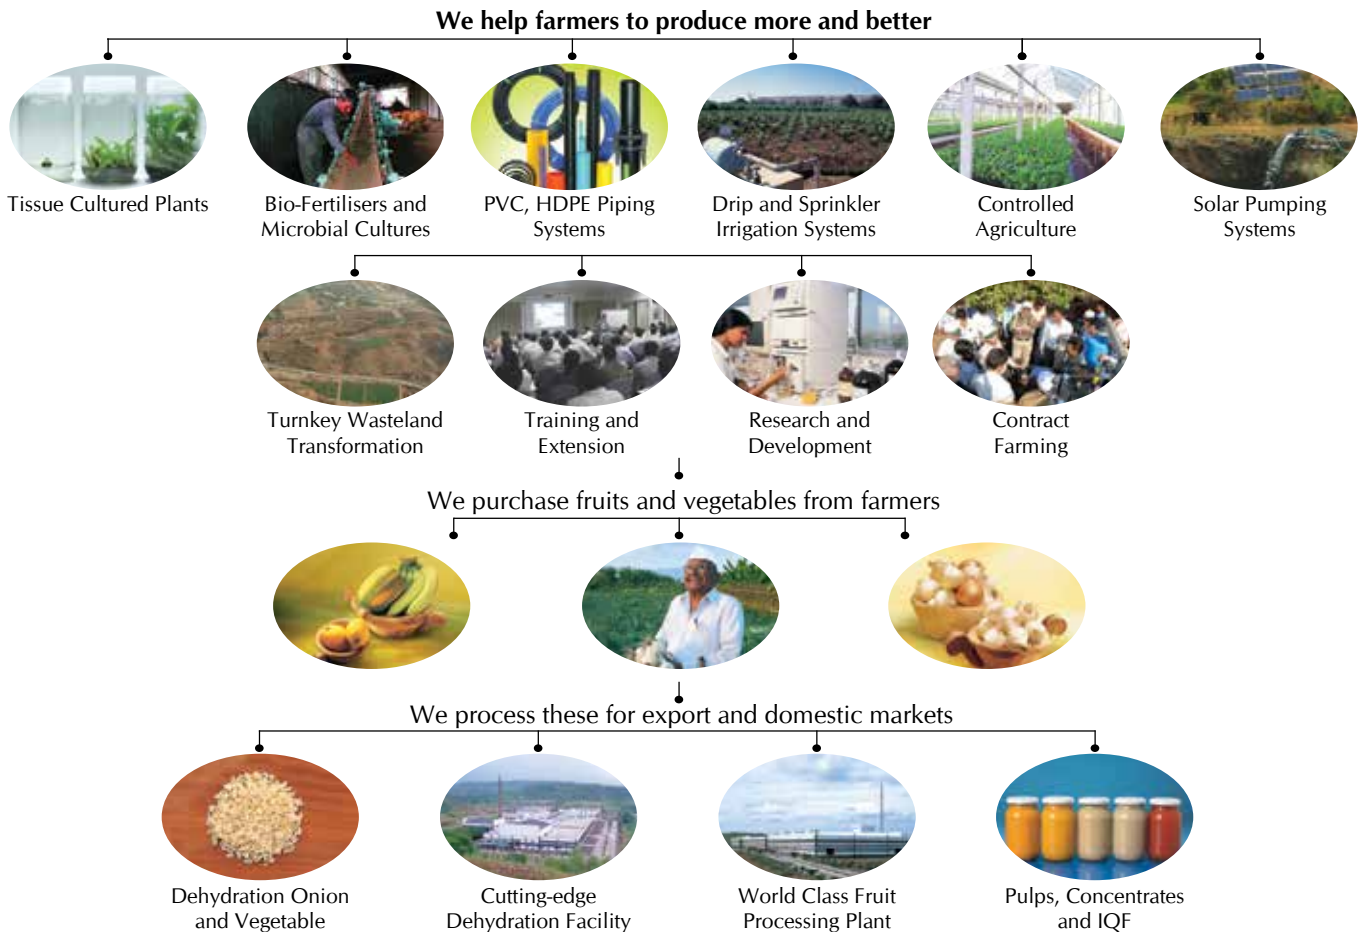 We help farmers to produce more and better
Tissue Cultured Plants
Bio-Fertilisers and
Microbial Cultures
PVC, HDPE Piping
Systems
Drip and Sprinkler
Irrigation Systems
Controlled
Agriculture
Solar Pumping
Systems
Turnkey Wasteland
Transformation
Training and
Extension
Research and
Development
Contract
Farming
We purchase fruits and vegetables from farmers
We process these for export and domestic markets
Dehydration Onion
and Vegetable
Cutting-edge
Dehydration Facility
World Class Fruit
Processing Plant
Pulps, Concentrates
and IQF